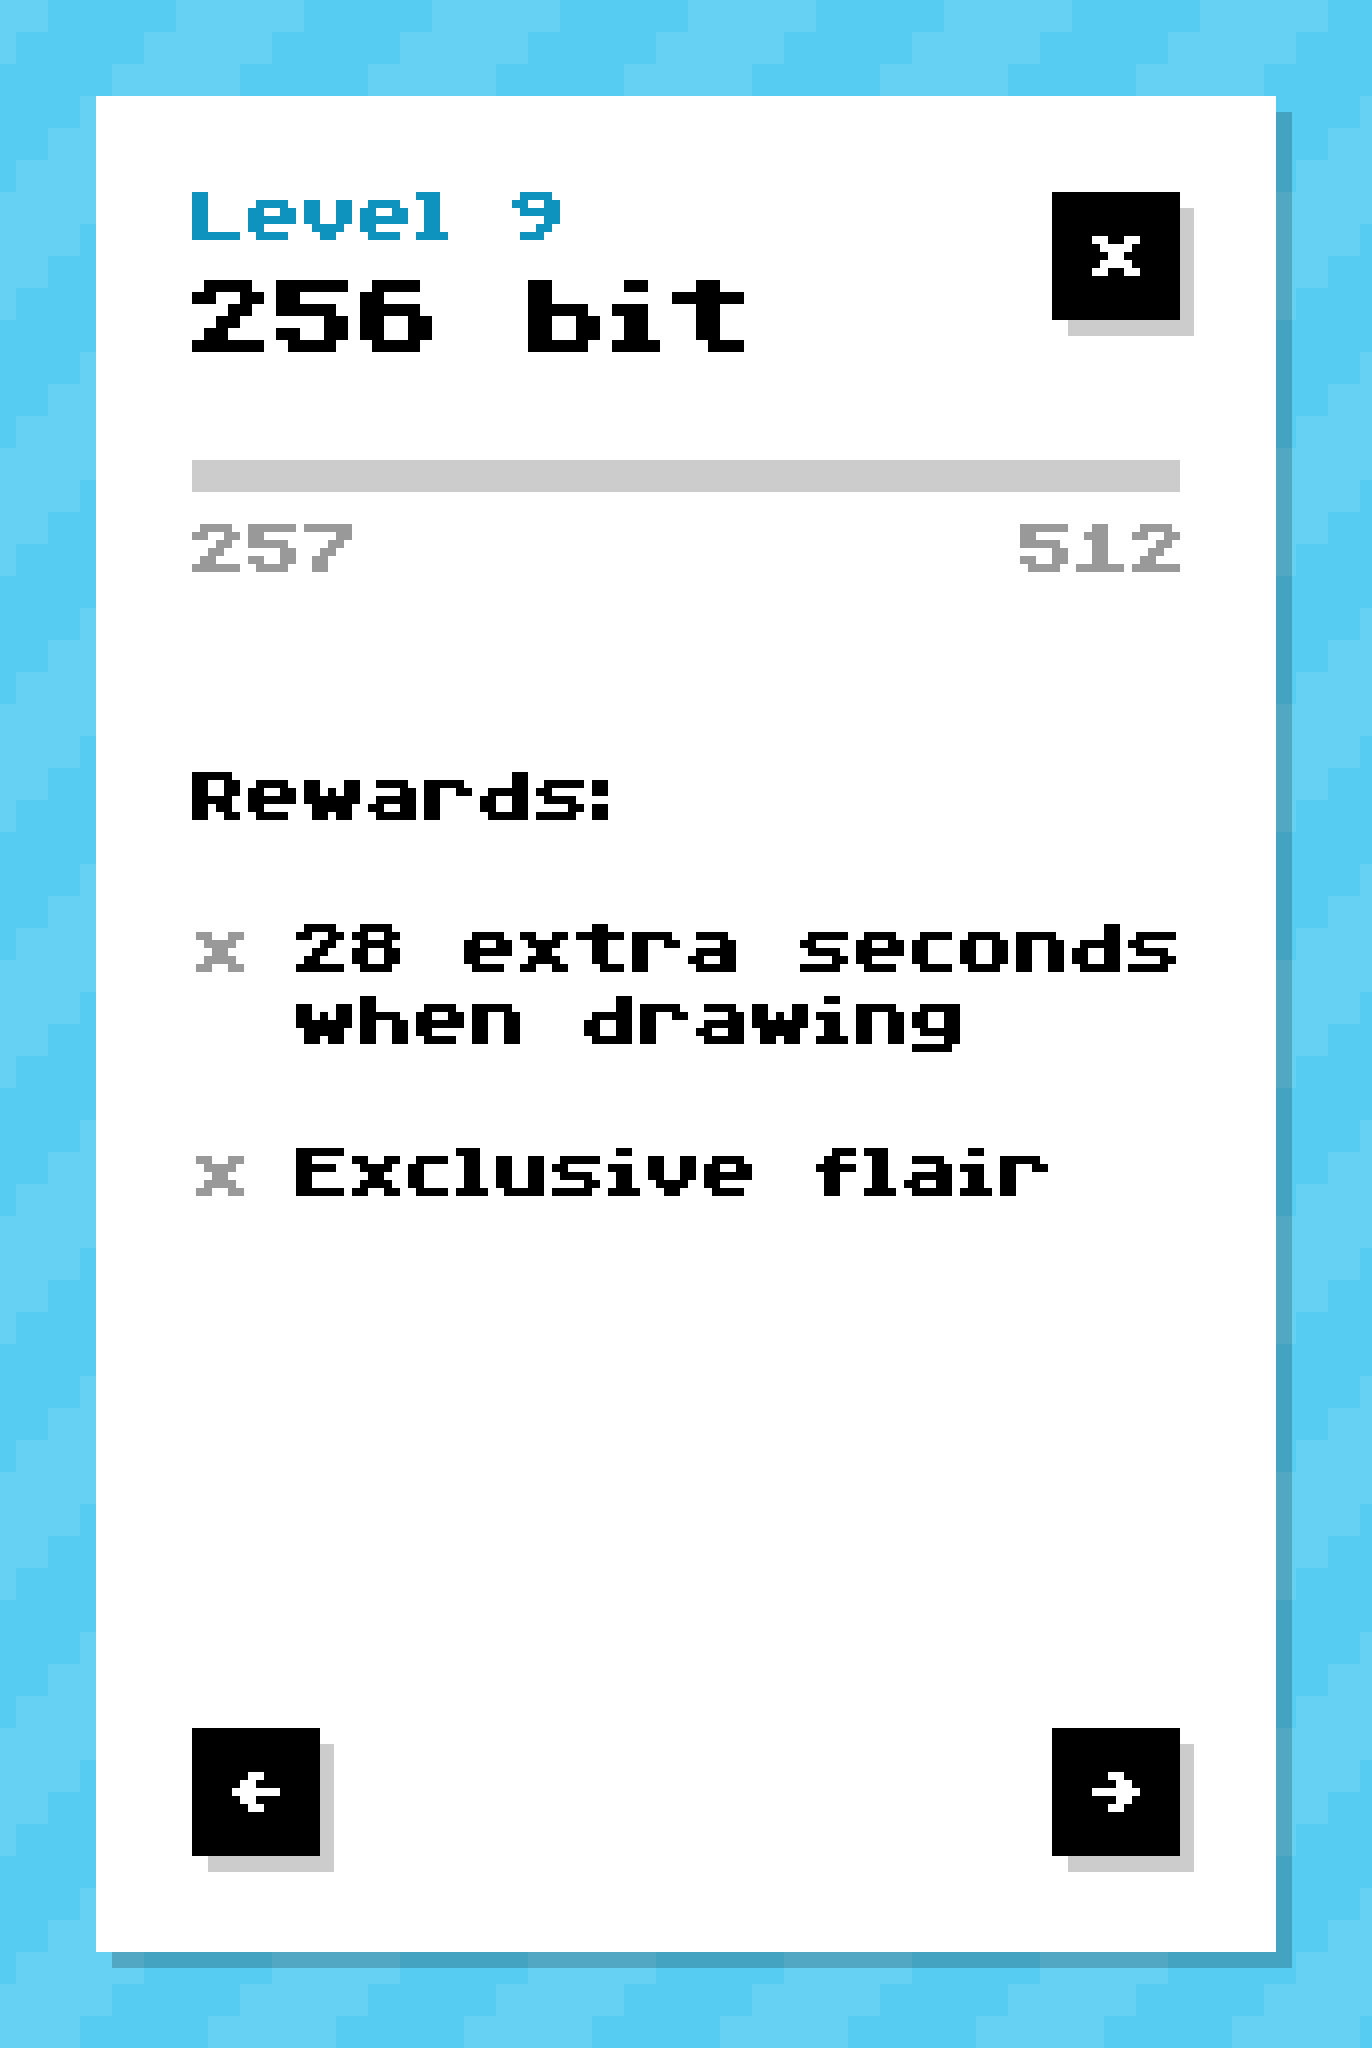 Level 9
x
256 bit
257 512
Rewards:
x 28 extra seconds
when drawing
x Exclusive flair
← →